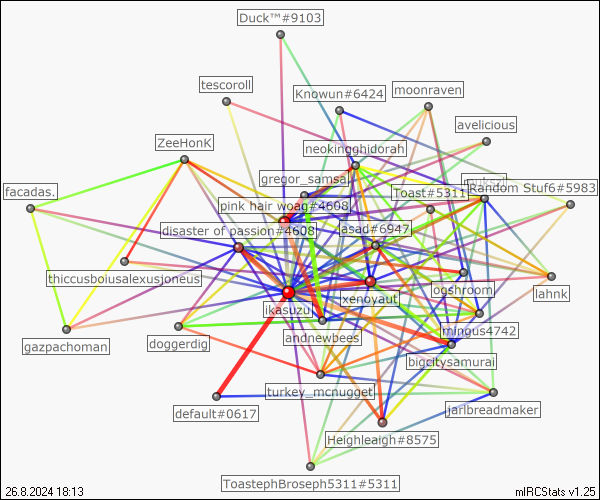 Duck™#9103
tescoroll
Knowun#6424
moonraven
avelicious
ZeeHonK
neokingghidorah
gregor_samsa
facadas.
Random Stuf6#5983
Toast#5311
pink hair woag#4608
disaster of passion#4608
asad#6947
thiccusboiusalexusjoneus
ogshroom
lahnk
ikasuzu
xenoyaut
andnewbees
mingus4742
gazpachoman
doggerdig
bigcitysamurai
turkey_mcnugget
default#0617
jarlbreadmaker
Heighleaigh#8575
ToastephBroseph5311#5311
26.8.2024 18:13
mIRCStats v1.25